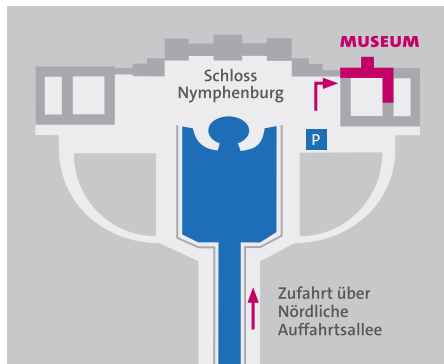 MUSEUM
Schloss
Nymphenburg
P
Zufahrt über
Nördliche
Auffahrtsallee